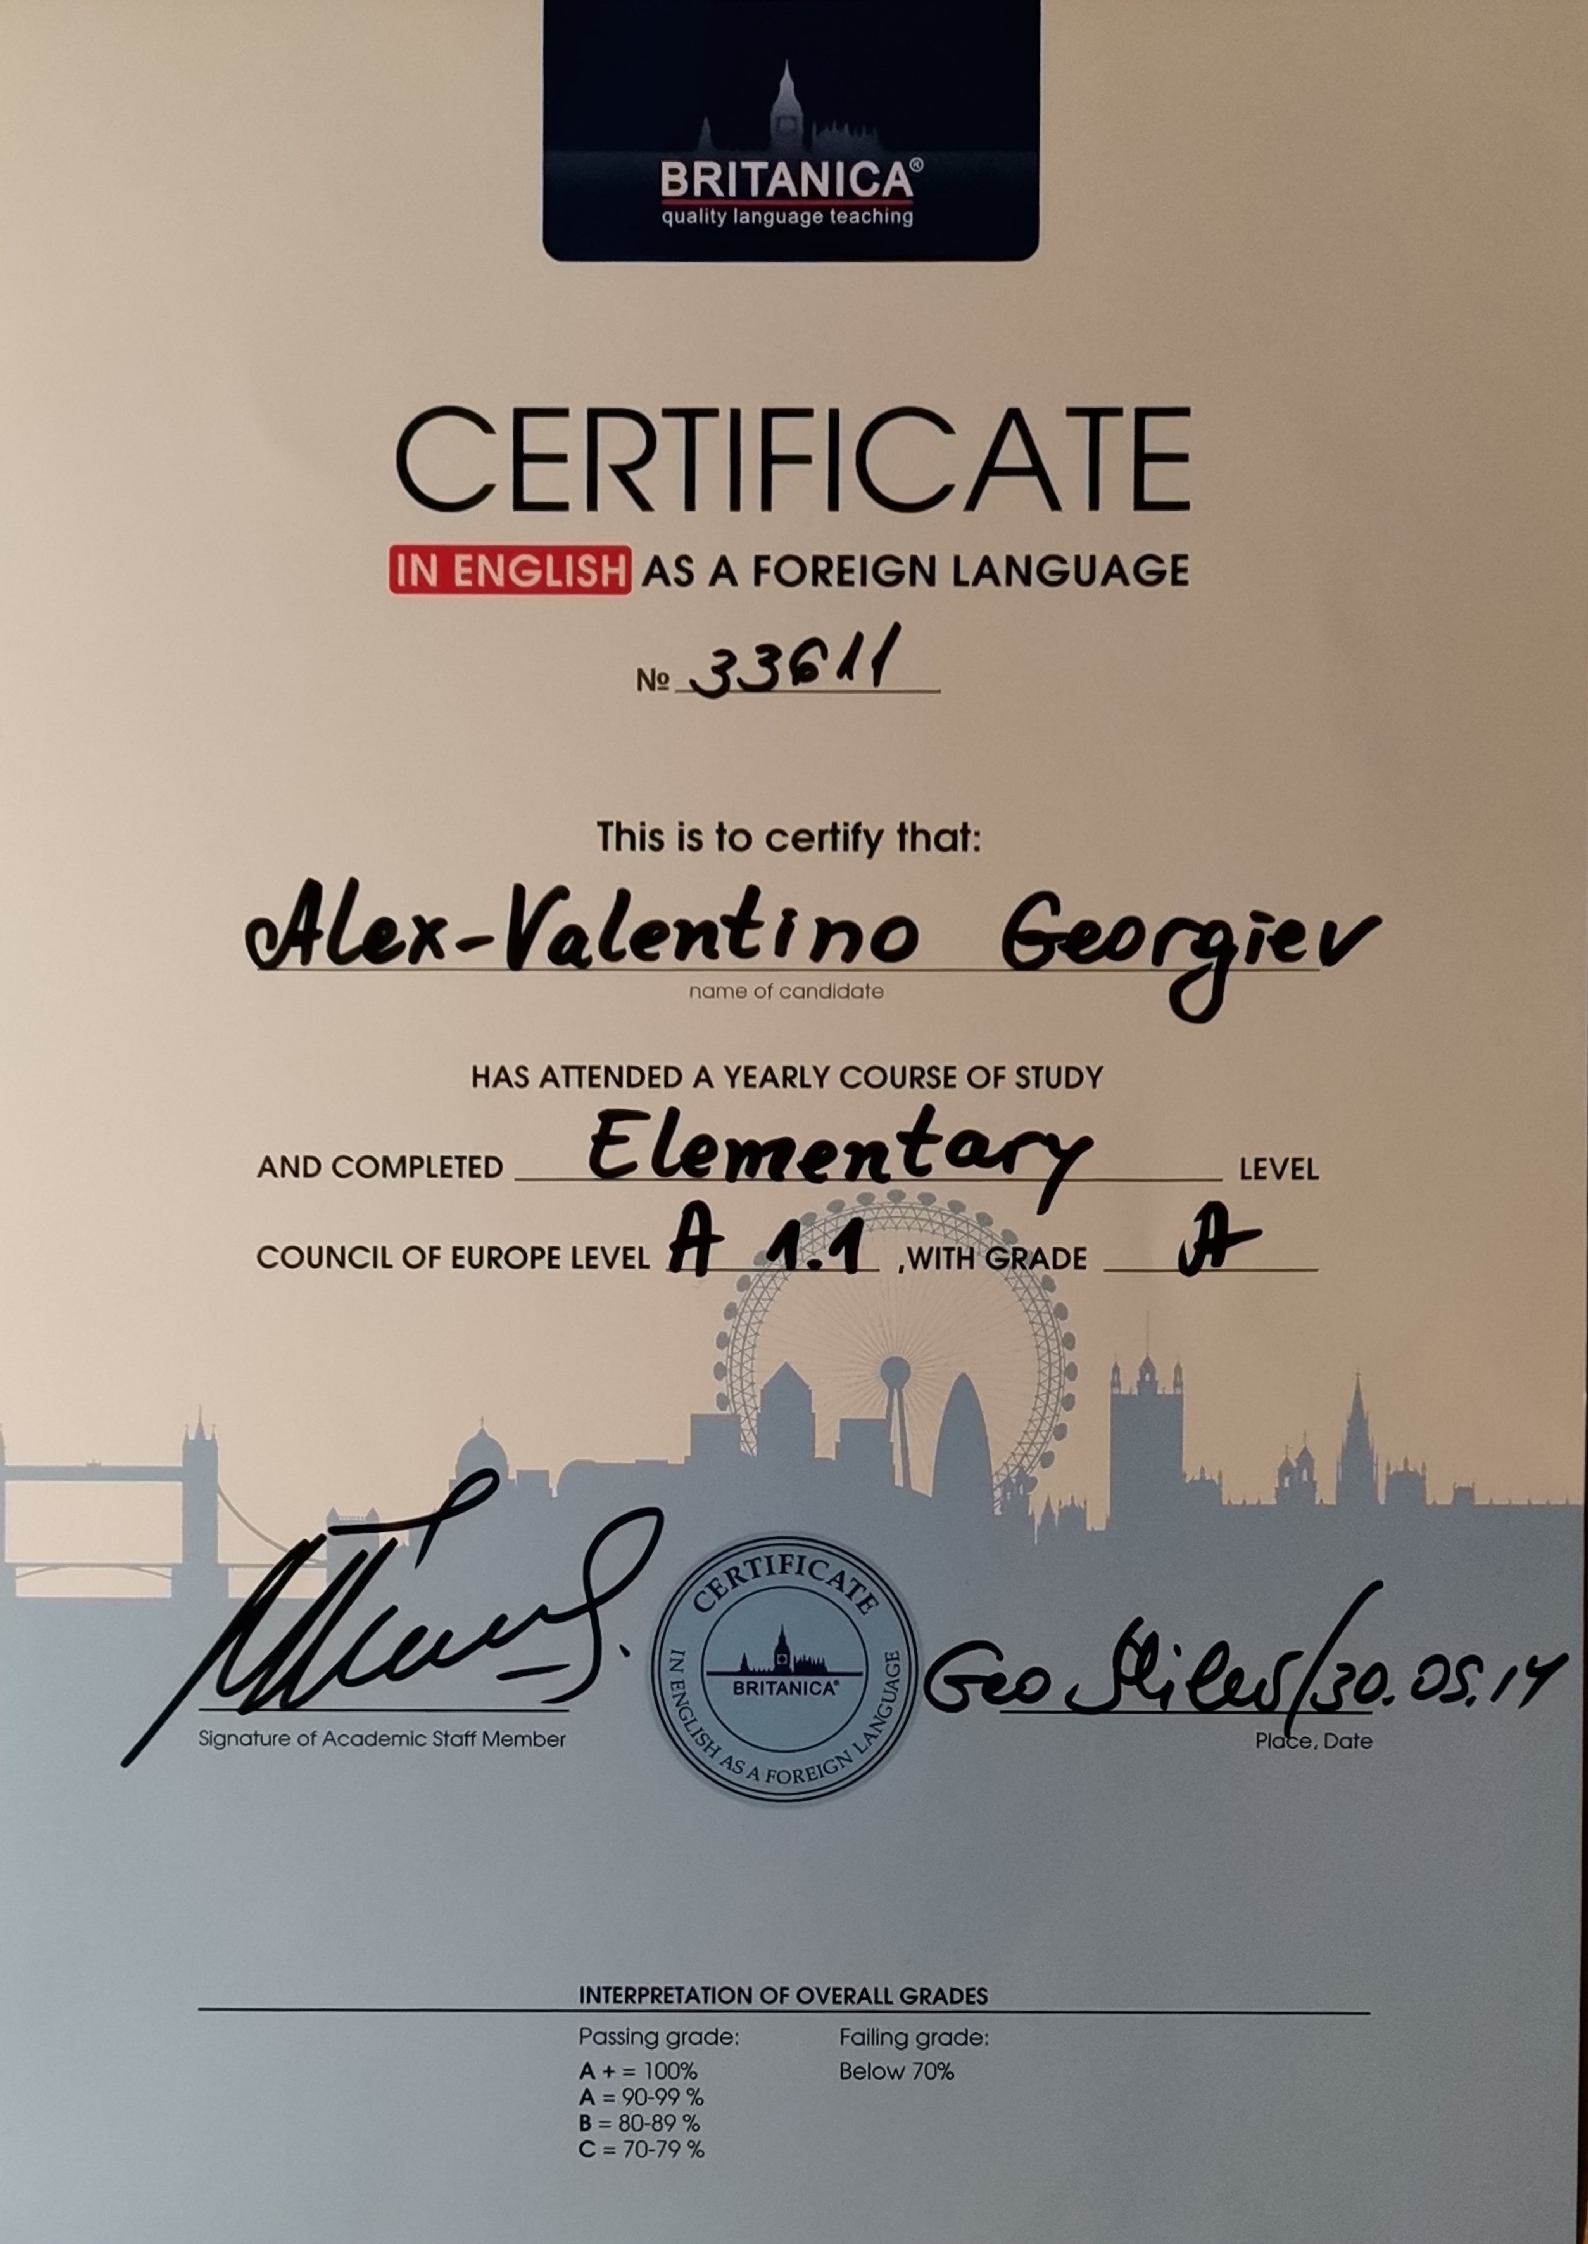 BRITANICA®
quality language teaching
CERTIFICATE
IN ENGLISH AS A FOREIGN LANGUAGE
№ 33611
This is to certify that:
Alex-Valentino Georgiev
name of candidate
HAS ATTENDED A YEARLY COURSE OF STUDY
AND COMPLETED Elementary LEVEL
COUNCIL OF EUROPE LEVEL A 1.1 ,WITH GRADE A
CERTIFICATE
BRITANICA®
IN ENGLISH AS A FOREIGN LANGUAGE
Geo Milev/30.05.14
Signature of Academic Staff Member
Place, Date
INTERPRETATION OF OVERALL GRADES
Passing grade: Failing grade:
A + = 100% Below 70%
A = 90-99 %
B = 80-89 %
C = 70-79 %